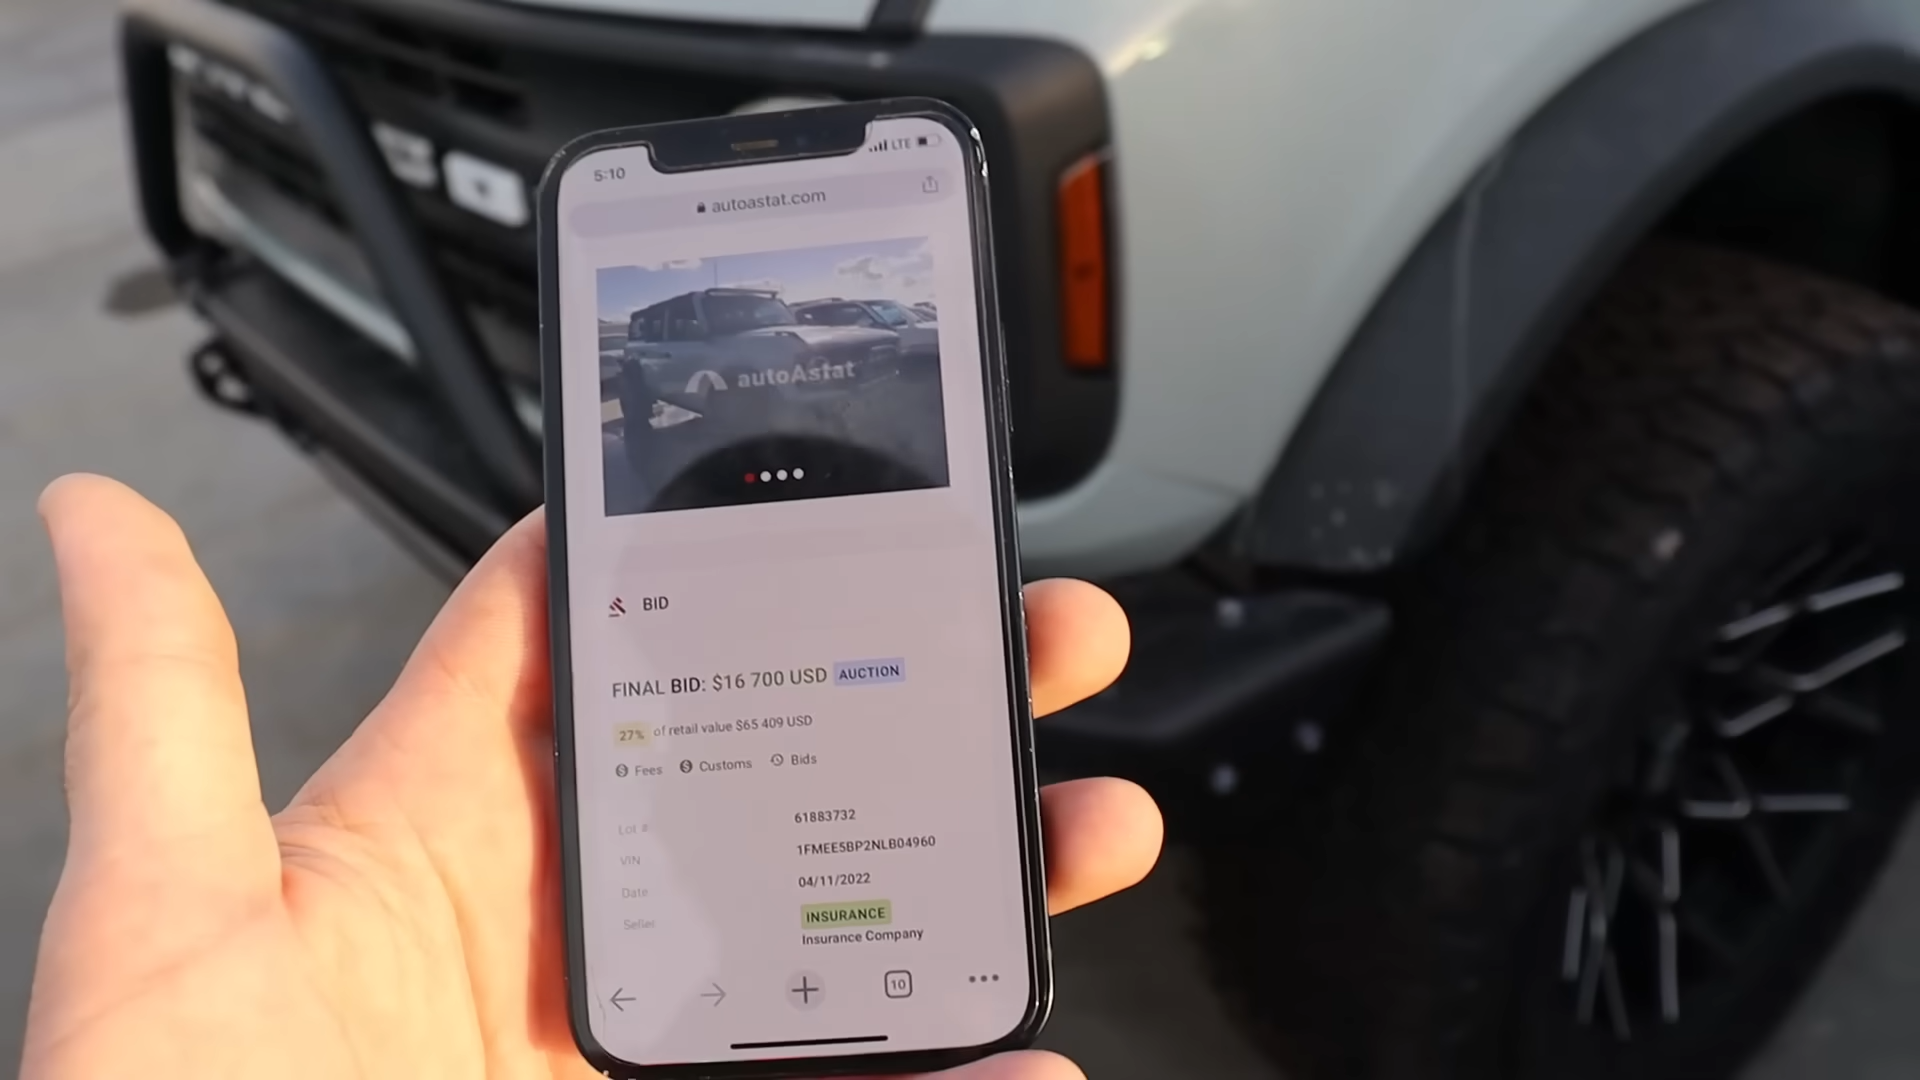 5:10
LTE
autoastat.com
autoAstat
BID
FINAL BID: $16 700 USD AUCTION
27% of retail value $65 409 USD
Fees Customs Bids
Lot # 61883732
VIN 1FMEE5BP2NLB04960
Date 04/11/2022
Seller INSURANCE
Insurance Company
10